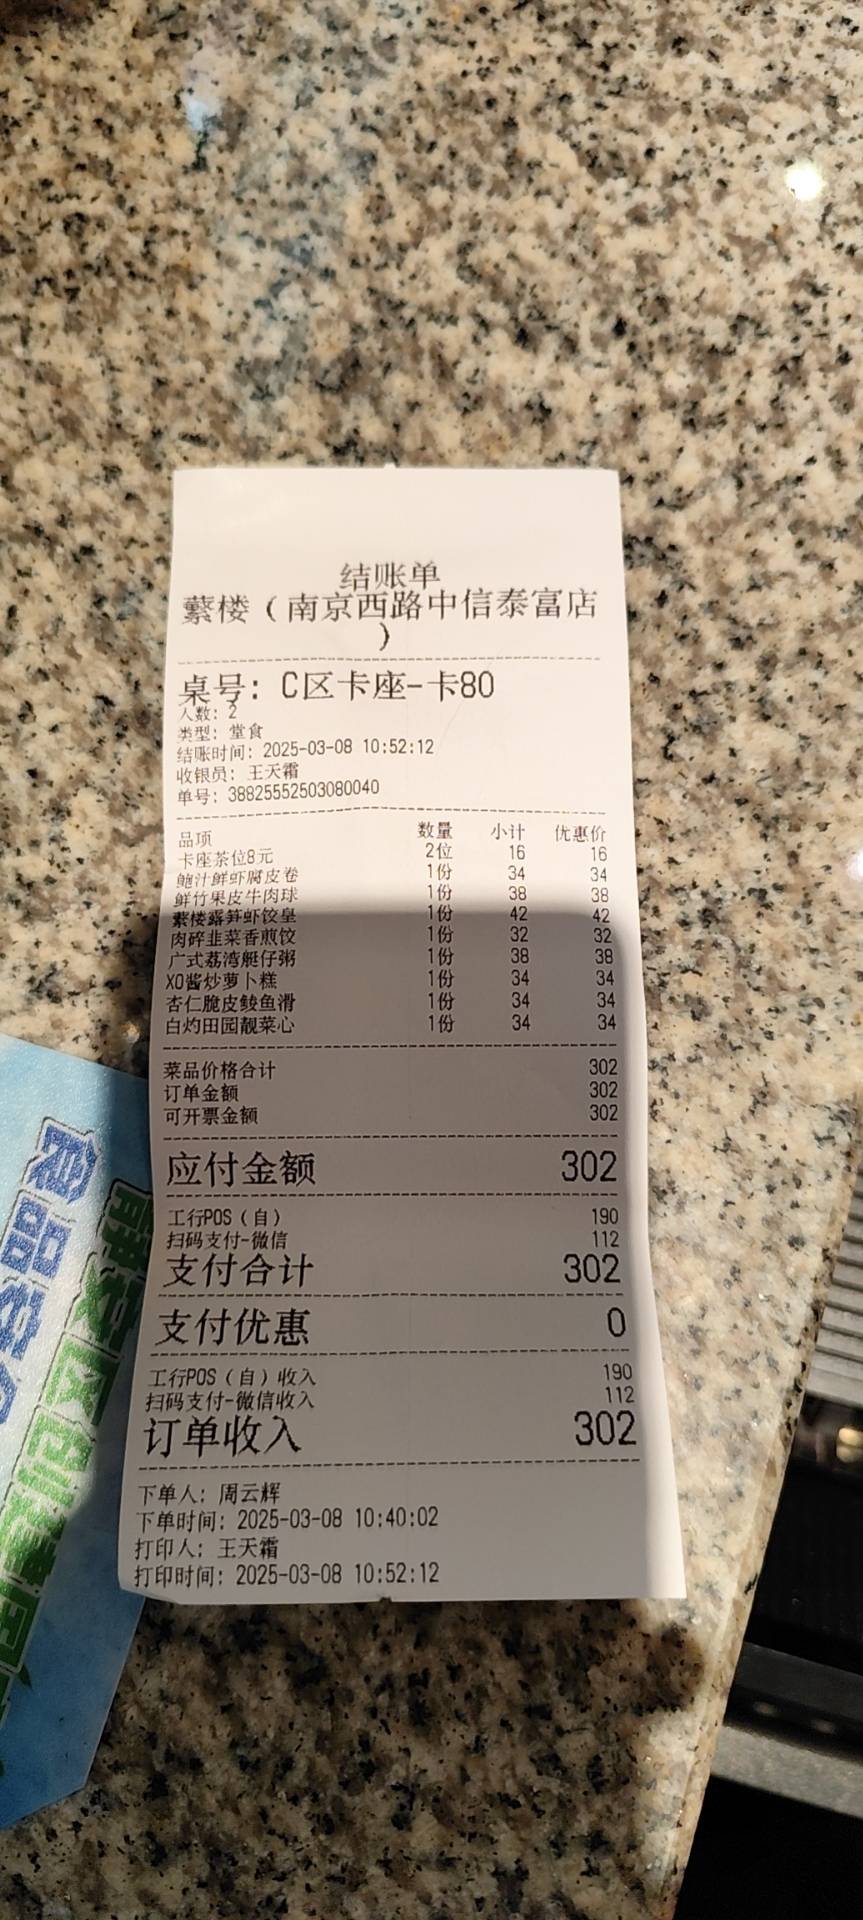 结账单
蘩楼（南京西路中信泰富店
）
桌号: C区卡座-卡80
人数: 2
类型: 堂食
结账时间: 2025-03-08 10:52:12
收银员: 王天霜
单号: 38825552503080040
品项 数量 小计 优惠价
卡座茶位8元 2位 16 16
鲍汁鲜虾腐皮卷 1份 34 34
鲜竹果皮牛肉球 1份 38 38
蘩楼露笋虾饺皇 1份 42 42
肉碎韭菜香煎饺 1份 32 32
广式荔湾艇仔粥 1份 38 38
XO酱炒萝卜糕 1份 34 34
杏仁脆皮鲮鱼滑 1份 34 34
白灼田园靓菜心 1份 34 34
菜品价格合计 302
订单金额 302
可开票金额 302
应付金额 302
工行POS（自） 190
扫码支付-微信 112
支付合计 302
支付优惠 0
工行POS（自）收入 190
扫码支付-微信收入 112
订单收入 302
下单人: 周云辉
下单时间: 2025-03-08 10:40:02
打印人: 王天霜
打印时间: 2025-03-08 10:52:12
静安区创建国
食品安